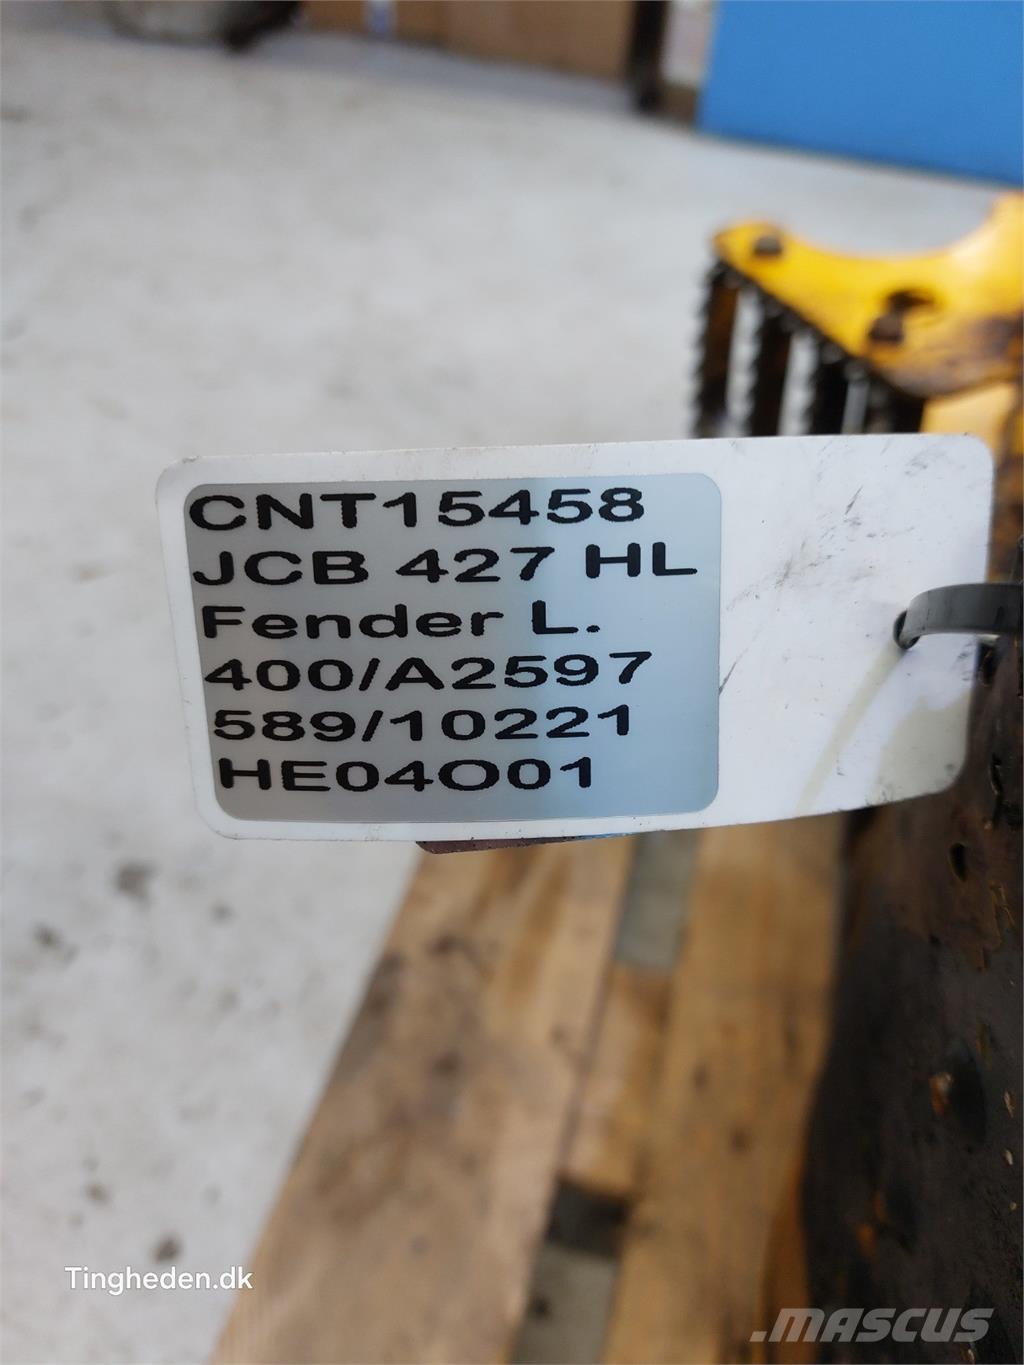 CNT15458
JCB 427 HL
Fender L.
400/A2597
589/10221
HE04O01
Tingheden.dk
.MASCUS